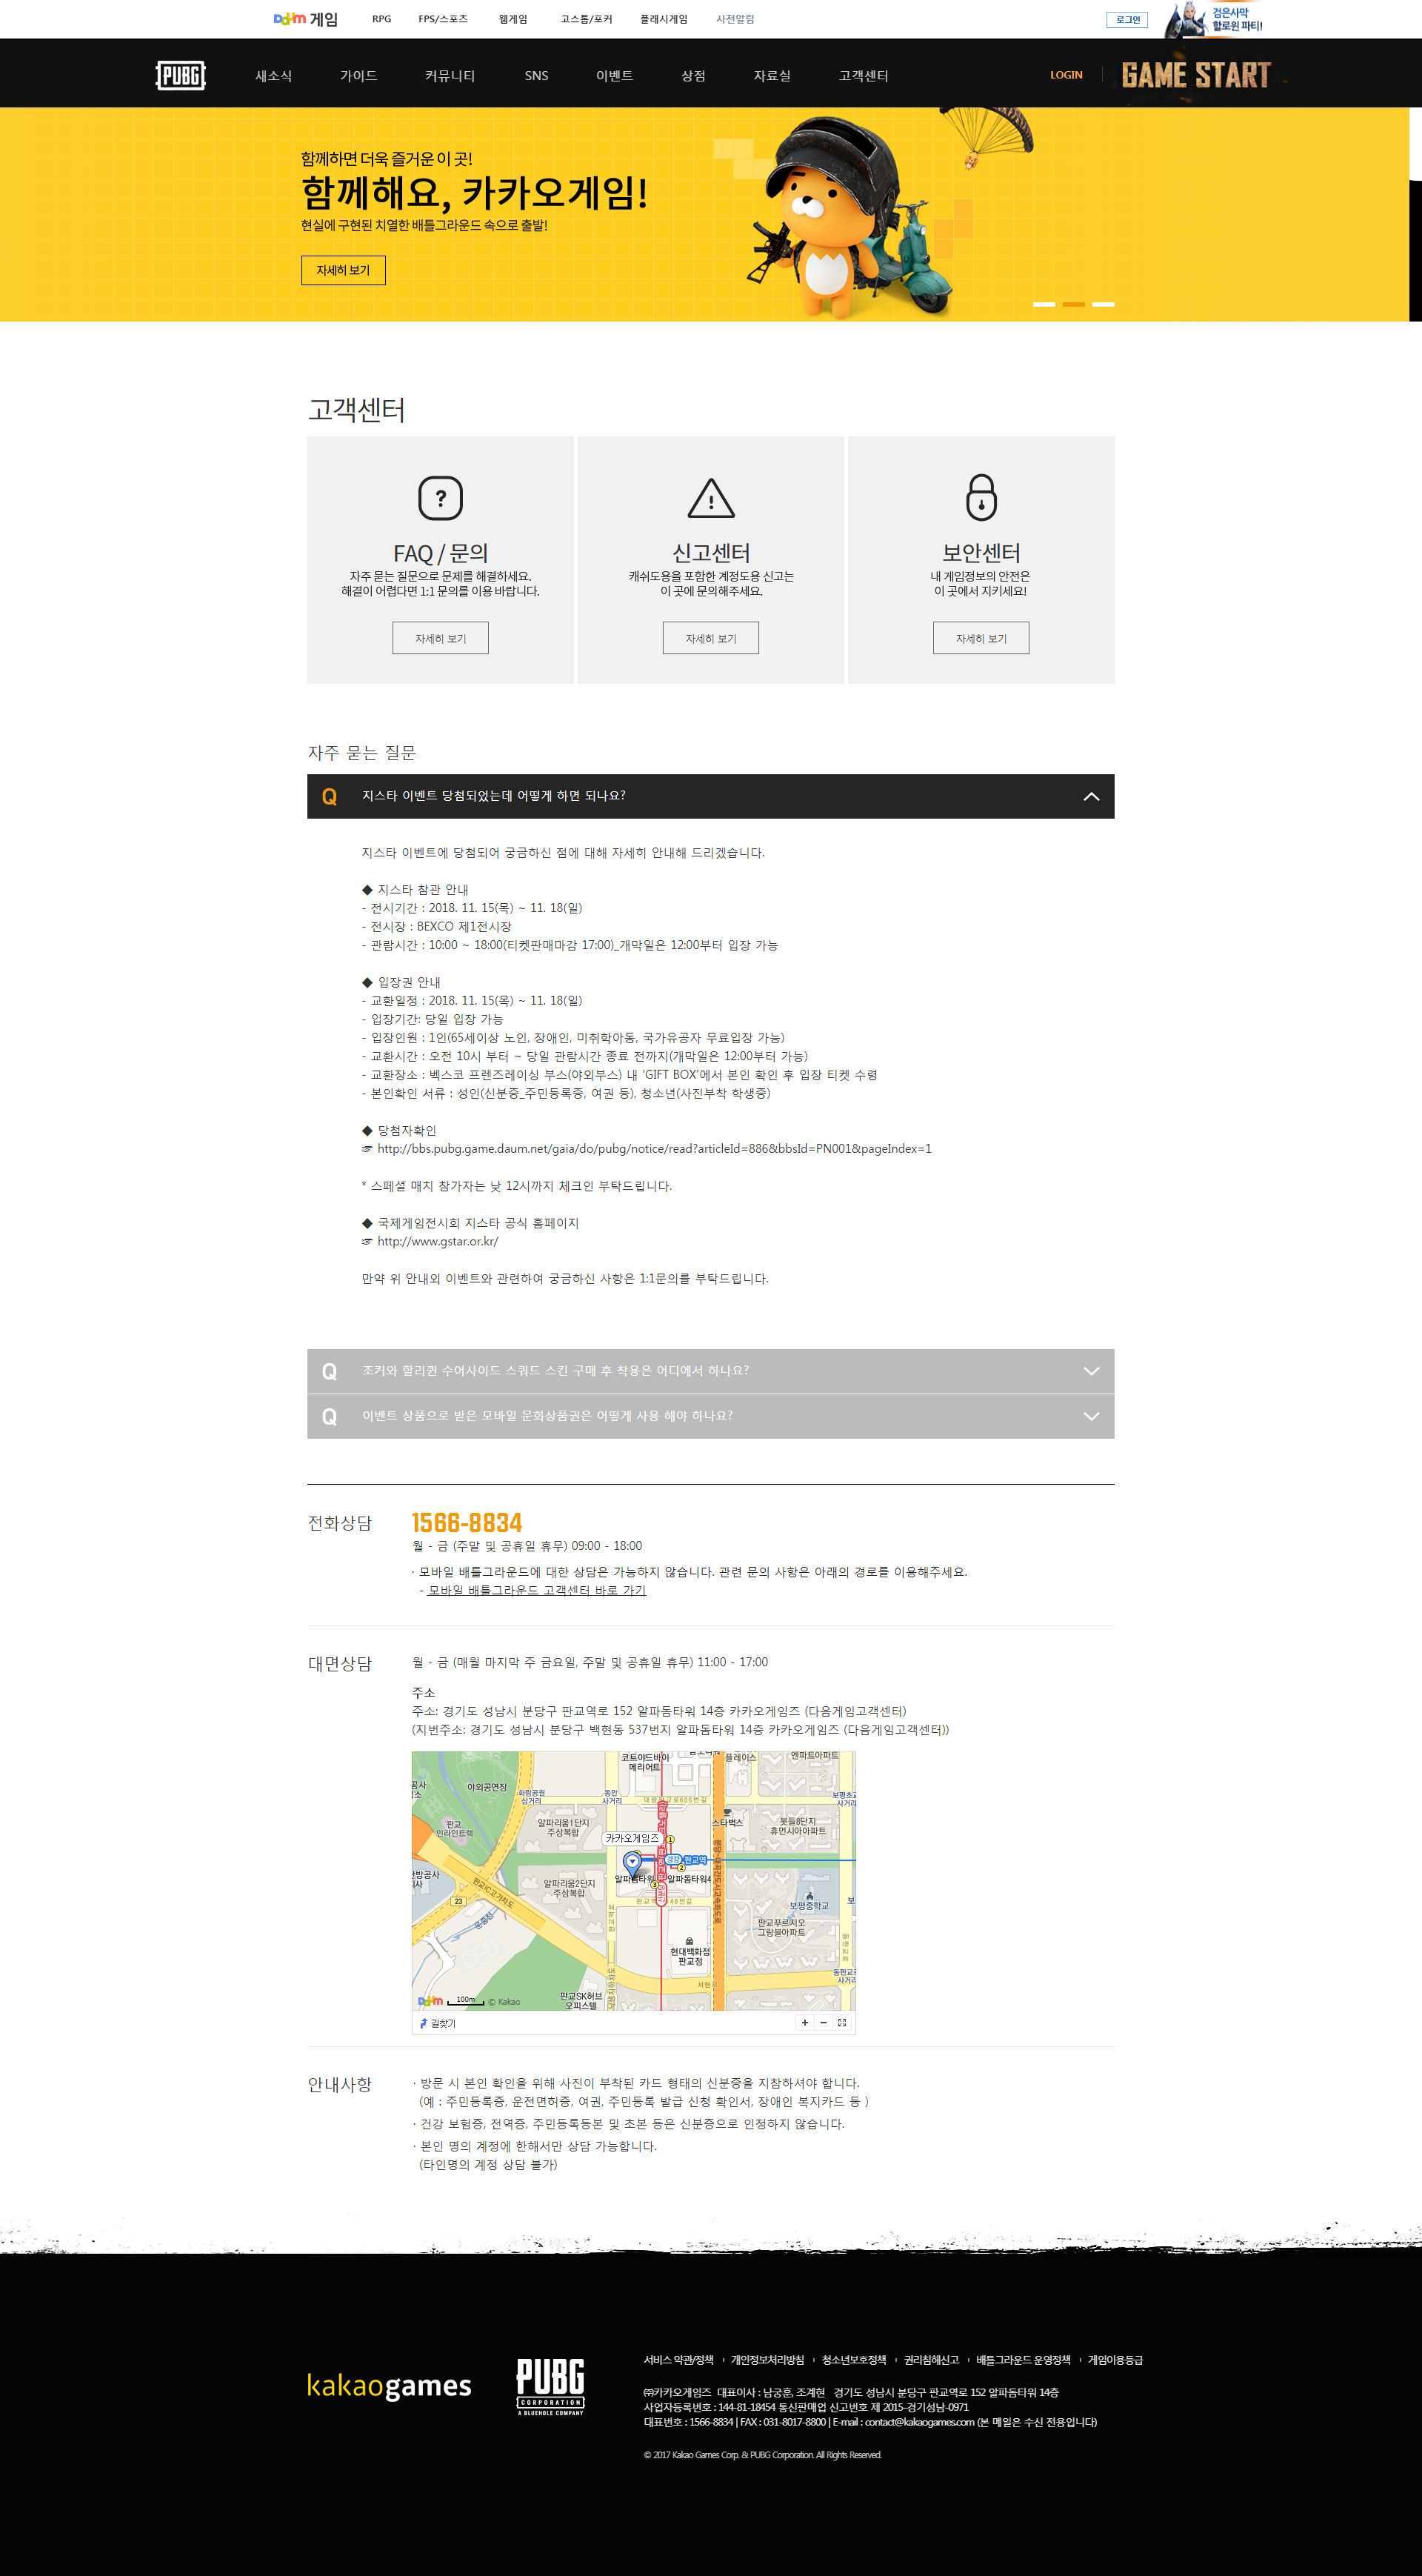 Daum 게임
RPG
FPS/스포츠
웹게임
고스톱/포커
플래시게임
사전알림
로그인
검은사막
할로윈 파티!
PUBG
새소식
가이드
커뮤니티
SNS
이벤트
상점
자료실
고객센터
LOGIN
GAME START
함께하면 더욱 즐거운 이 곳!
함께해요, 카카오게임!
현실에 구현된 치열한 배틀그라운드 속으로 출발!
자세히 보기
고객센터
FAQ / 문의
자주 묻는 질문으로 문제를 해결하세요.
해결이 어렵다면 1:1 문의를 이용 바랍니다.
자세히 보기
신고센터
캐쉬도용을 포함한 계정도용 신고는
이 곳에 문의해주세요.
자세히 보기
보안센터
내 게임정보의 안전은
이 곳에서 지키세요!
자세히 보기
자주 묻는 질문
Q 지스타 이벤트 당첨되었는데 어떻게 하면 되나요?
지스타 이벤트에 당첨되어 궁금하신 점에 대해 자세히 안내해 드리겠습니다.
◆ 지스타 참관 안내
- 전시기간 : 2018. 11. 15(목) ~ 11. 18(일)
- 전시장 : BEXCO 제1전시장
- 관람시간 : 10:00 ~ 18:00(티켓판매마감 17:00)_개막일은 12:00부터 입장 가능
◆ 입장권 안내
- 교환일정 : 2018. 11. 15(목) ~ 11. 18(일)
- 입장기간: 당일 입장 가능
- 입장인원 : 1인(65세이상 노인, 장애인, 미취학아동, 국가유공자 무료입장 가능)
- 교환시간 : 오전 10시 부터 ~ 당일 관람시간 종료 전까지(개막일은 12:00부터 가능)
- 교환장소 : 벡스코 프렌즈레이싱 부스(야외부스) 내 'GIFT BOX'에서 본인 확인 후 입장 티켓 수령
- 본인확인 서류 : 성인(신분증_주민등록증, 여권 등), 청소년(사진부착 학생증)
◆ 당첨자확인
☞ http://bbs.pubg.game.daum.net/gaia/do/pubg/notice/read?articleId=886&bbsId=PN001&pageIndex=1
* 스페셜 매치 참가자는 낮 12시까지 체크인 부탁드립니다.
◆ 국제게임전시회 지스타 공식 홈페이지
☞ http://www.gstar.or.kr/
만약 위 안내외 이벤트와 관련하여 궁금하신 사항은 1:1문의를 부탁드립니다.
Q 조커와 할리퀸 수어사이드 스쿼드 스킨 구매 후 착용은 어디에서 하나요?
Q 이벤트 상품으로 받은 모바일 문화상품권은 어떻게 사용 해야 하나요?
전화상담
1566-8834
월 - 금 (주말 및 공휴일 휴무) 09:00 - 18:00
· 모바일 배틀그라운드에 대한 상담은 가능하지 않습니다. 관련 문의 사항은 아래의 경로를 이용해주세요.
- 모바일 배틀그라운드 고객센터 바로 가기
대면상담
월 - 금 (매월 마지막 주 금요일, 주말 및 공휴일 휴무) 11:00 - 17:00
주소
주소: 경기도 성남시 분당구 판교역로 152 알파돔타워 14층 카카오게임즈 (다음게임고객센터)
(지번주소: 경기도 성남시 분당구 백현동 537번지 알파돔타워 14층 카카오게임즈 (다음게임고객센터))
코트야드바이
메리어트
플레이스
엔파트아파트
야외공연장
화랑공원
삼거리
동안
사거리
보평초교
사거리
판교
인라인트랙
알파리움1단지
주상복합
스타벅스
봇들8단지
휴먼시아아파트
카카오게임즈
경강 판교역
알파돔타워
알파돔타워4
알파리움2단지
주상복합
23
판교IC고가차도
운중천
보평중학교
판교푸르지오
그랑블아파트
현대백화점
판교점
서현로
동판교로
사거리
판교SK허브
오피스텔
Daum 100m © Kakao
길찾기
안내사항
· 방문 시 본인 확인을 위해 사진이 부착된 카드 형태의 신분증을 지참하셔야 합니다.
(예 : 주민등록증, 운전면허증, 여권, 주민등록 발급 신청 확인서, 장애인 복지카드 등 )
· 건강 보험증, 전역증, 주민등록등본 및 초본 등은 신분증으로 인정하지 않습니다.
· 본인 명의 계정에 한해서만 상담 가능합니다.
(타인명의 계정 상담 불가)
kakaogames
PUBG
CORPORATION
A BLUEHOLE COMPANY
서비스 약관/정책
개인정보처리방침
청소년보호정책
권리침해신고
배틀그라운드 운영정책
게임이용등급
㈜카카오게임즈 대표이사 : 남궁훈, 조계현 경기도 성남시 분당구 판교역로 152 알파돔타워 14층
사업자등록번호 : 144-81-18454 통신판매업 신고번호 제 2015-경기성남-0971
대표번호 : 1566-8834 | FAX : 031-8017-8800 | E-mail : contact@kakaogames.com (본 메일은 수신 전용입니다)
© 2017 Kakao Games Corp. & PUBG Corporation. All Rights Reserved.